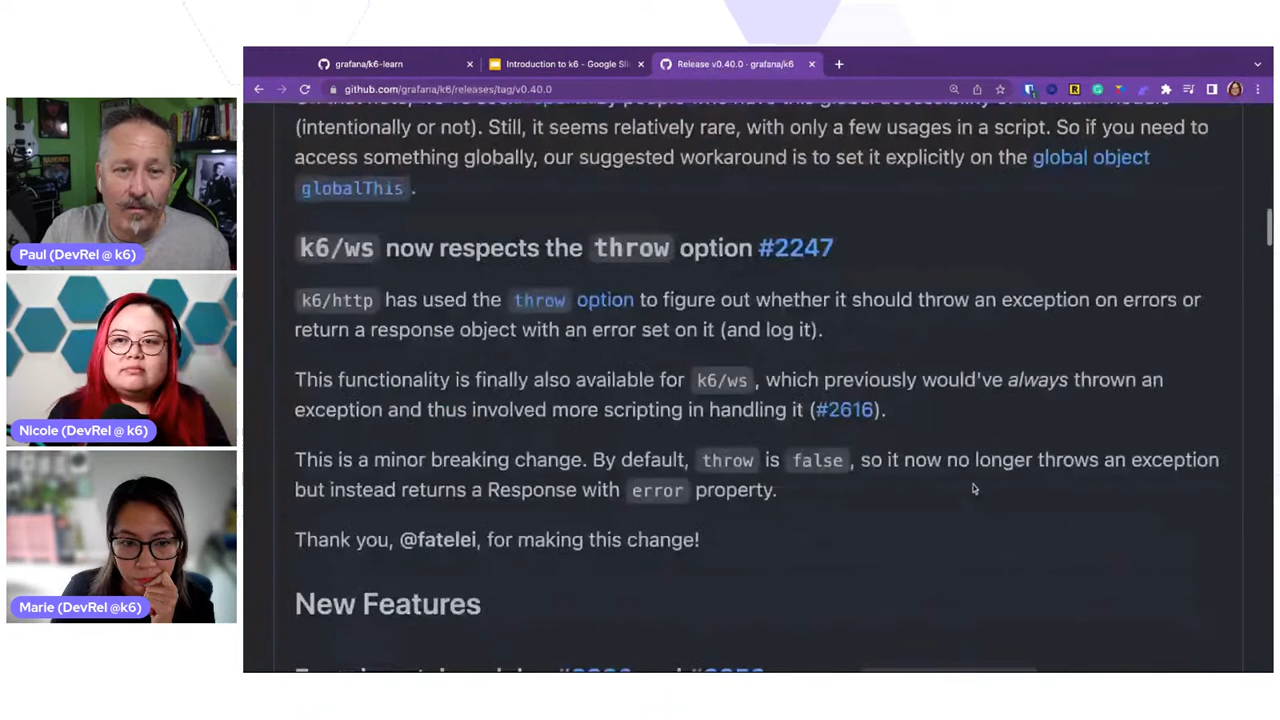 grafana/k6-learn
Introduction to k6 - Google Sli
Release v0.40.0 · grafana/k6
github.com/grafana/k6/releases/tag/v0.40.0
(intentionally or not). Still, it seems relatively rare, with only a few usages in a script. So if you need to
access something globally, our suggested workaround is to set it explicitly on the global object
globalThis.
k6/ws now respects the throw option #2247
k6/http has used the throw option to figure out whether it should throw an exception on errors or
return a response object with an error set on it (and log it).
This functionality is finally also available for k6/ws, which previously would've always thrown an
exception and thus involved more scripting in handling it (#2616).
This is a minor breaking change. By default, throw is false, so it now no longer throws an exception
but instead returns a Response with error property.
Thank you, @fatelei, for making this change!
New Features
Paul (DevRel @ k6)
Nicole (DevRel @ k6)
Marie (DevRel @k6)